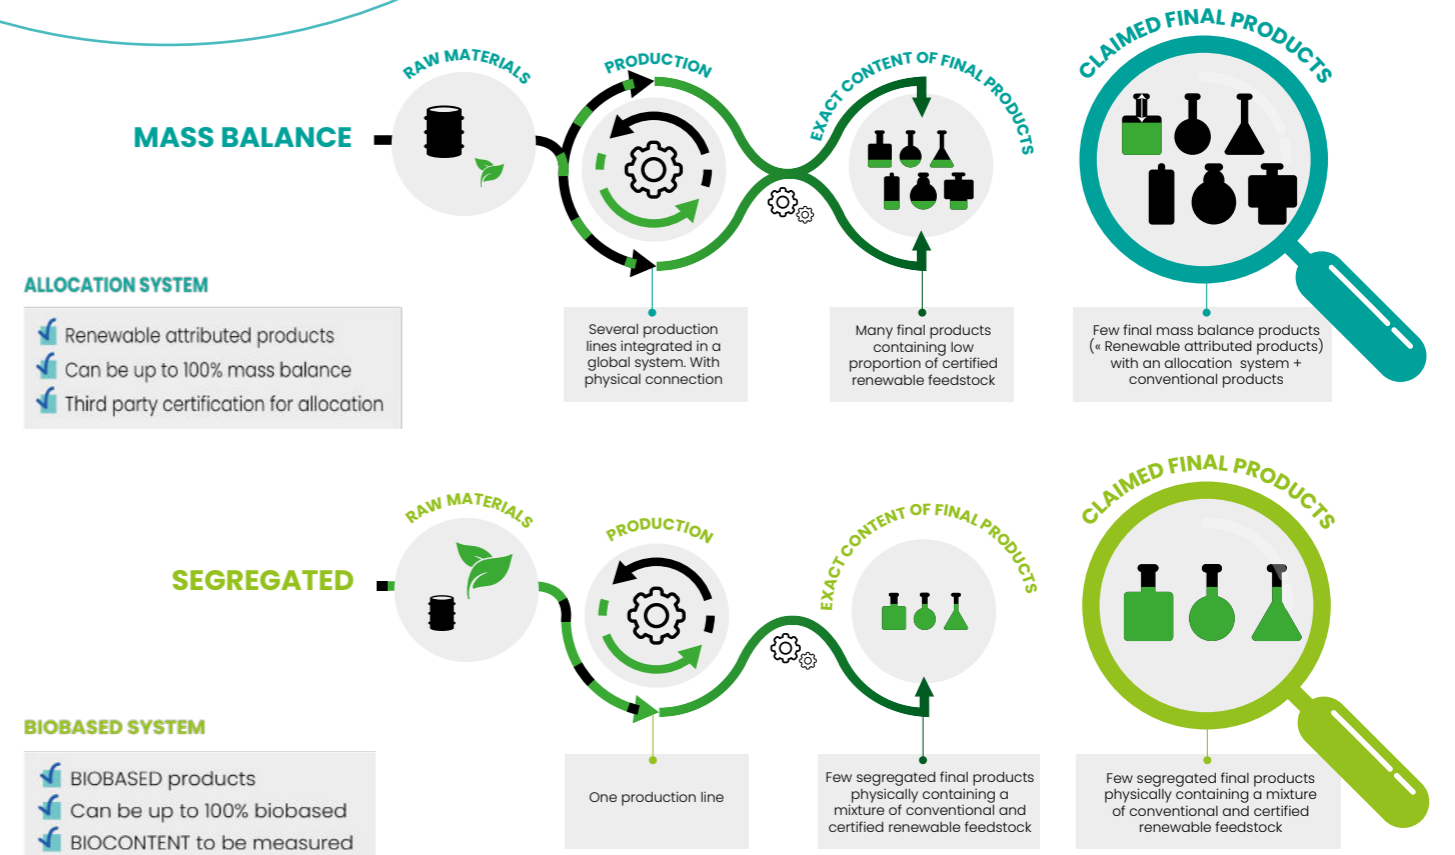 MASS BALANCE
RAW MATERIALS
PRODUCTION
EXACT CONTENT OF FINAL PRODUCTS
CLAIMED FINAL PRODUCTS
ALLOCATION SYSTEM
Renewable attributed products
Can be up to 100% mass balance
Third party certification for allocation
Several production
lines integrated in a
global system. With
physical connection
Many final products
containing low
proportion of certified
renewable feedstock
Few final mass balance products
(« Renewable attributed products)
with an allocation system +
conventional products
SEGREGATED
RAW MATERIALS
PRODUCTION
EXACT CONTENT OF FINAL PRODUCTS
CLAIMED FINAL PRODUCTS
BIOBASED SYSTEM
BIOBASED products
Can be up to 100% biobased
BIOCONTENT to be measured
One production line
Few segregated final products
physically containing a
mixture of conventional and
certified renewable feedstock
Few segregated final products
physically containing a mixture
of conventional and certified
renewable feedstock